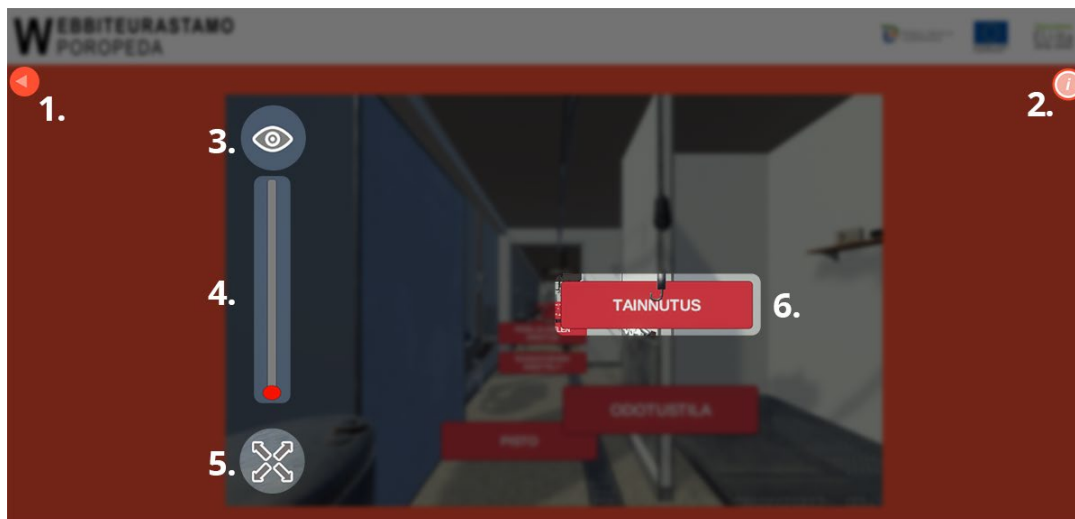 WEBBITEURASTAMO
POROPEDA
1.
2.
3.
TAINNUTUS
4.
6.
ODOTUSTILA
PISTO
5.